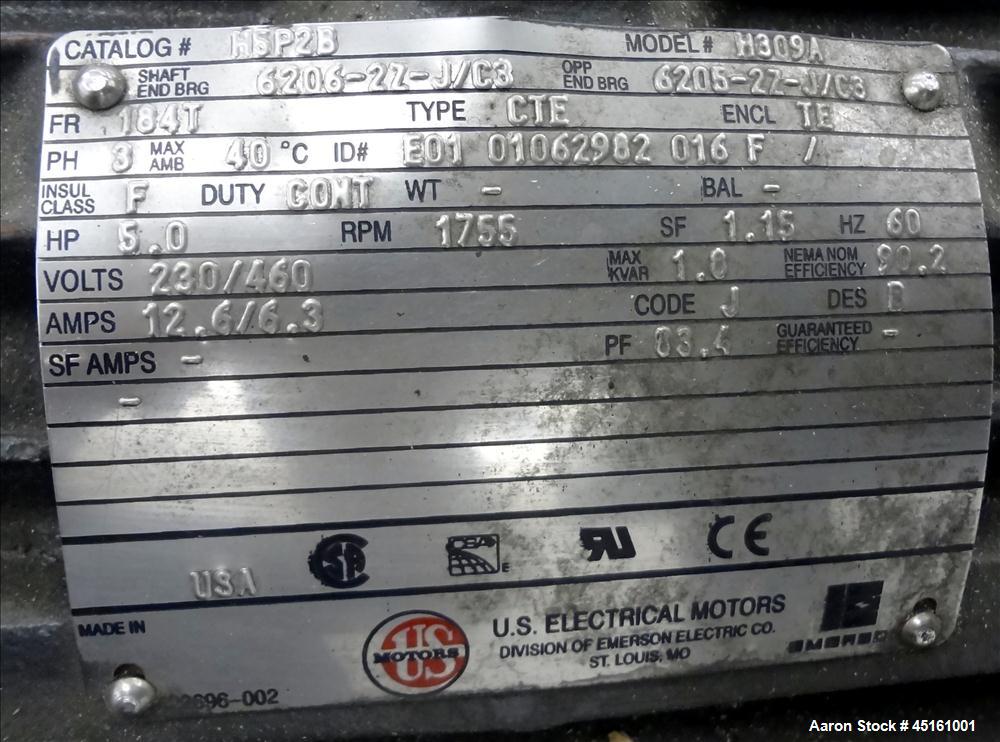 CATALOG # H5P2B MODEL# H309A
SHAFT END BRG 6206-2Z-J/C3 OPP END BRG 6205-2Z-J/C3
FR 184T TYPE CTE ENCL TE
PH 3 MAX AMB 40 °C ID# E01 01062982 016 F /
INSUL CLASS F DUTY CONT WT - BAL -
HP 5.0 RPM 1755 SF 1.15 HZ 60
VOLTS 230/460 MAX KVAR 1.8 NEMA NOM EFFICIENCY 90.2
AMPS 12.6/6.3 CODE J DES B
SF AMPS - PF 83.4 GUARANTEED EFFICIENCY -
-
USA CSA E CE
MADE IN
US MOTORS
U.S. ELECTRICAL MOTORS
DIVISION OF EMERSON ELECTRIC CO.
ST. LOUIS, MO
EMERSON
696-002
Aaron Stock # 45161001